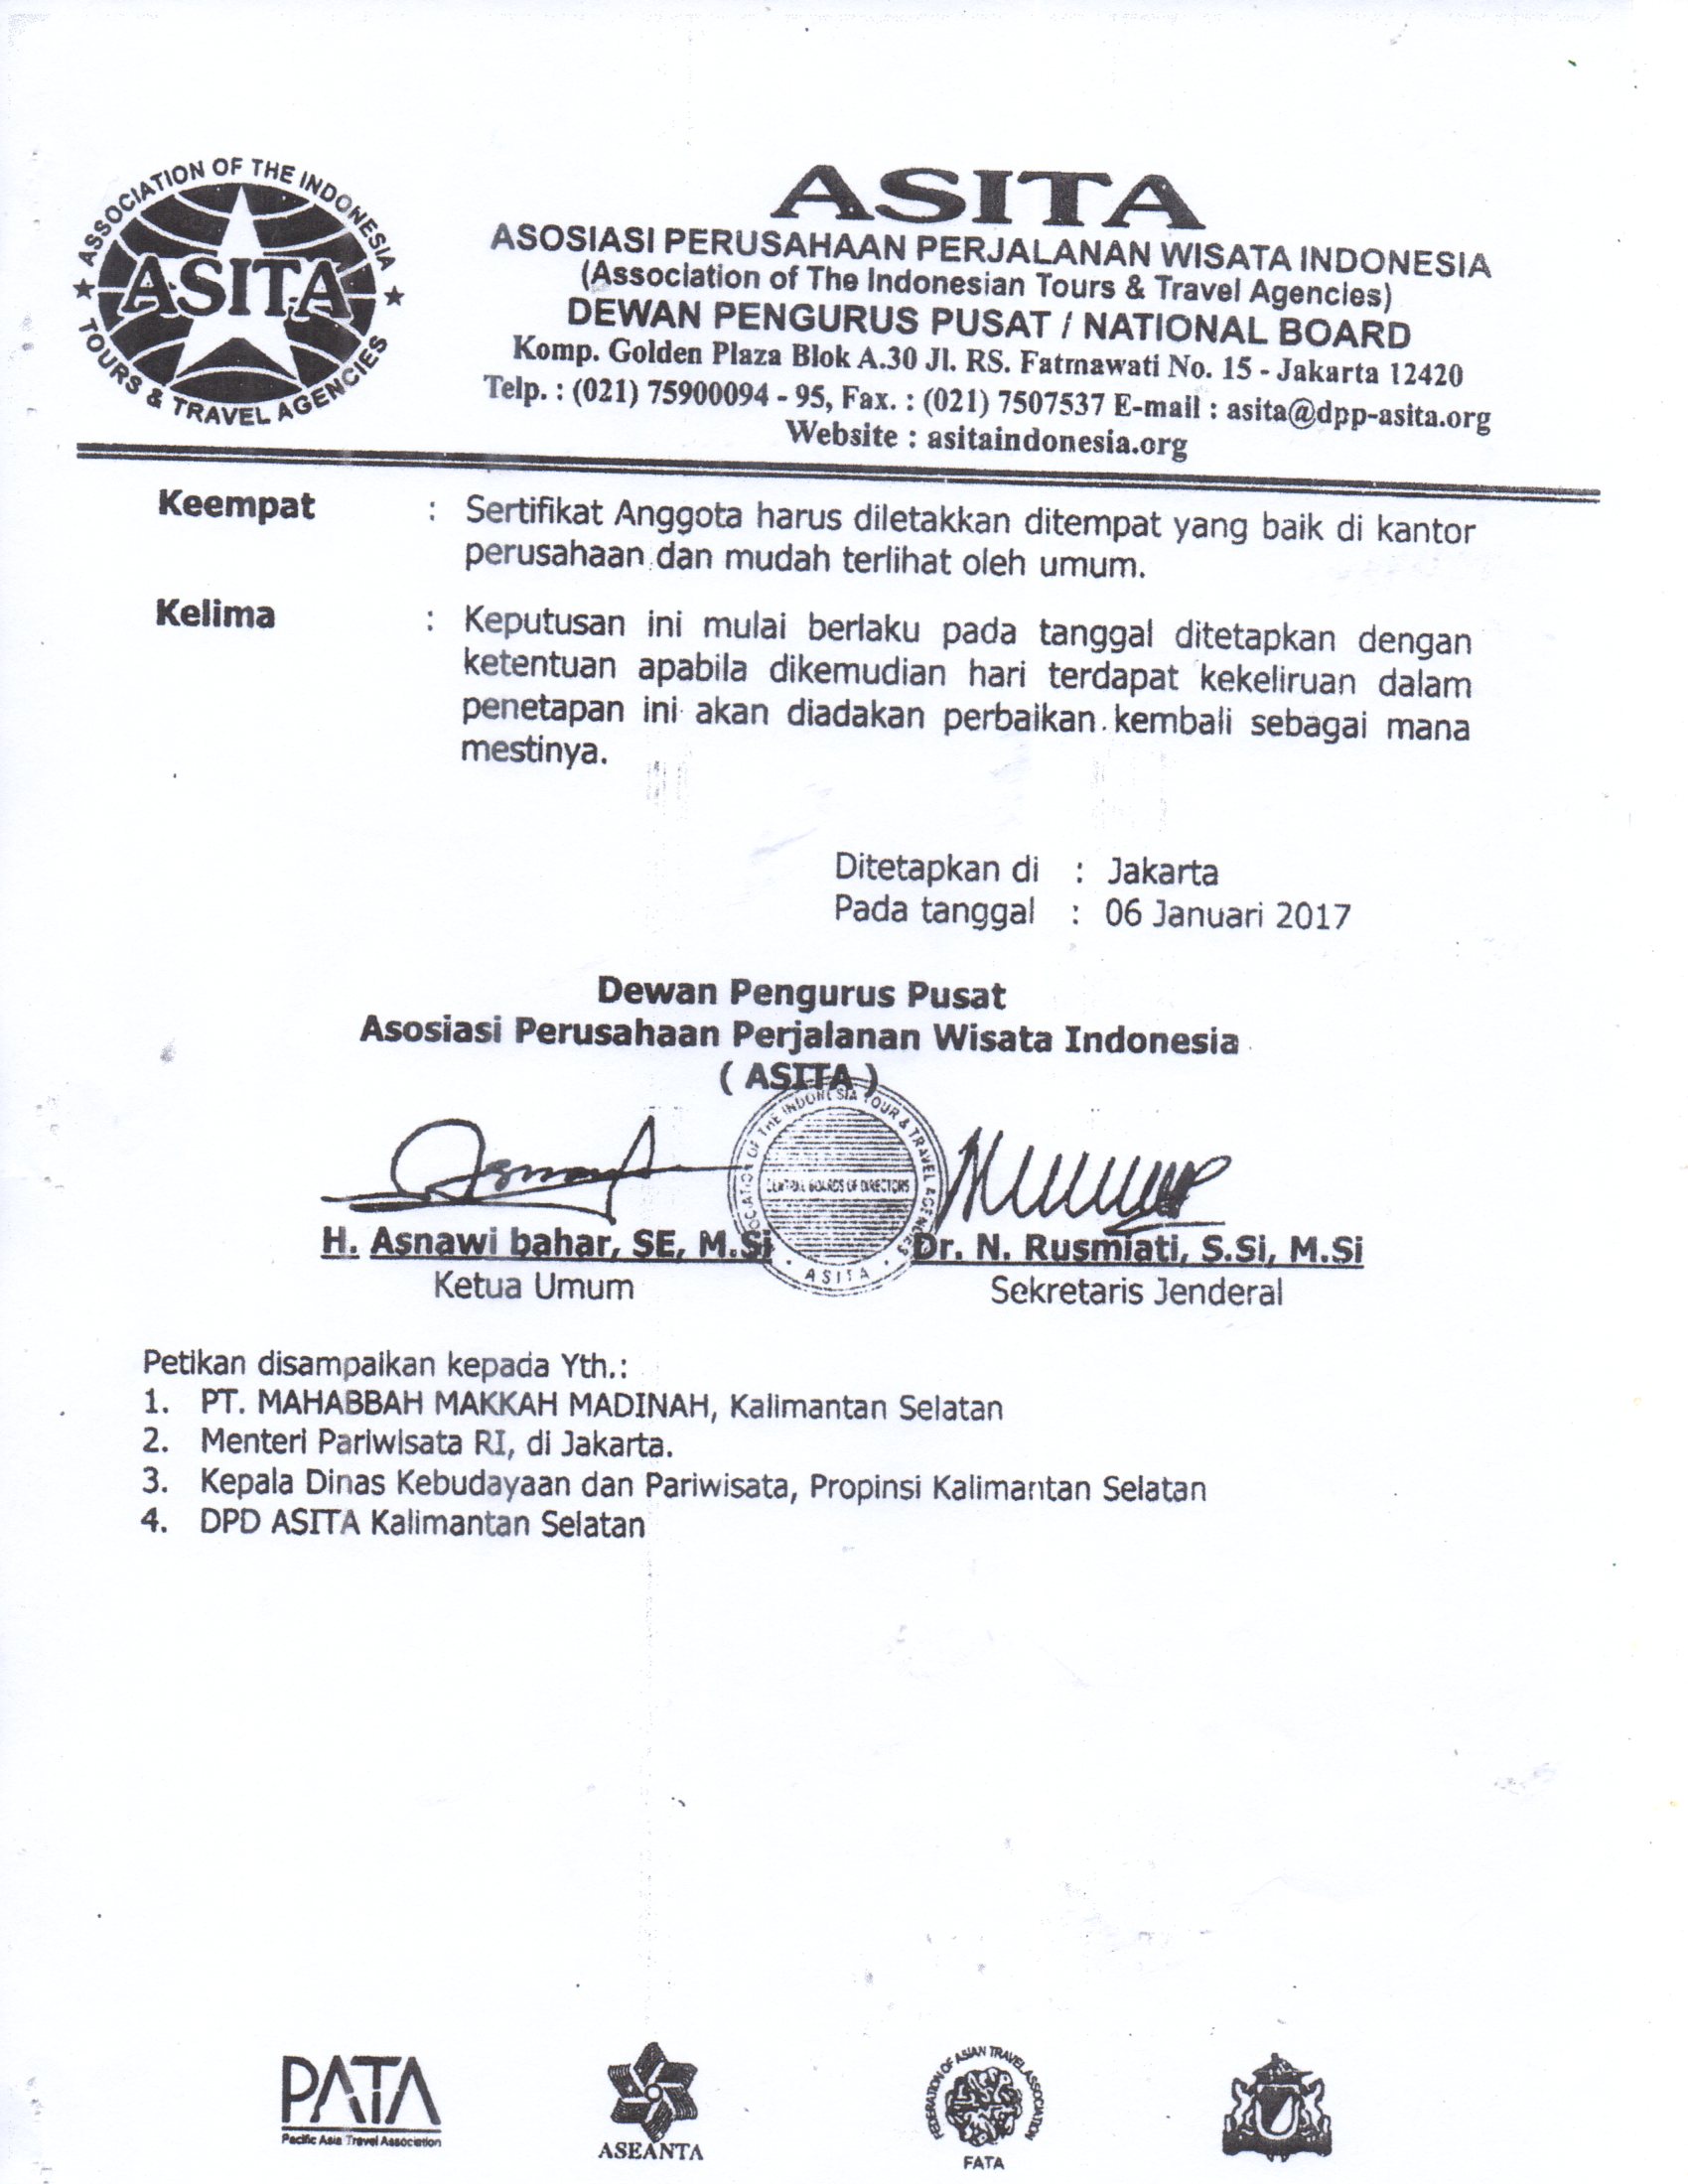 ASSOCIATION OF THE INDONESIA
ASITA
TOURS & TRAVEL AGENCIES
ASITA
ASOSIASI PERUSAHAAN PERJALANAN WISATA INDONESIA
(Association of The Indonesian Tours & Travel Agencies)
DEWAN PENGURUS PUSAT / NATIONAL BOARD
Komp. Golden Plaza Blok A.30 Jl. RS. Fatmawati No. 15 - Jakarta 12420
Telp. : (021) 75900094 - 95, Fax. : (021) 7507537 E-mail : asita@dpp-asita.org
Website : asitaindonesia.org
Keempat : Sertifikat Anggota harus diletakkan ditempat yang baik di kantor
perusahaan dan mudah terlihat oleh umum.
Kelima : Keputusan ini mulai berlaku pada tanggal ditetapkan dengan
ketentuan apabila dikemudian hari terdapat kekeliruan dalam
penetapan ini akan diadakan perbaikan kembali sebagai mana
mestinya.
Ditetapkan di : Jakarta
Pada tanggal : 06 Januari 2017
Dewan Pengurus Pusat
Asosiasi Perusahaan Perjalanan Wisata Indonesia
( ASITA )
ASSOCIATION OF THE INDONESIA TOUR & TRAVEL AGENCIES
CENTRAL BOARDS OF DIRECTORS
ASITA
H. Asnawi bahar, SE, M.Si Dr. N. Rusmiati, S.Si, M.Si
Ketua Umum Sekretaris Jenderal
Petikan disampaikan kepada Yth.:
1. PT. MAHABBAH MAKKAH MADINAH, Kalimantan Selatan
2. Menteri Pariwisata RI, di Jakarta.
3. Kepala Dinas Kebudayaan dan Pariwisata, Propinsi Kalimantan Selatan
4. DPD ASITA Kalimantan Selatan
PATA
Pacific Asia Travel Association
ASEANTA
FEDERATION OF ASIAN TRAVEL ASSOCIATION
FATA